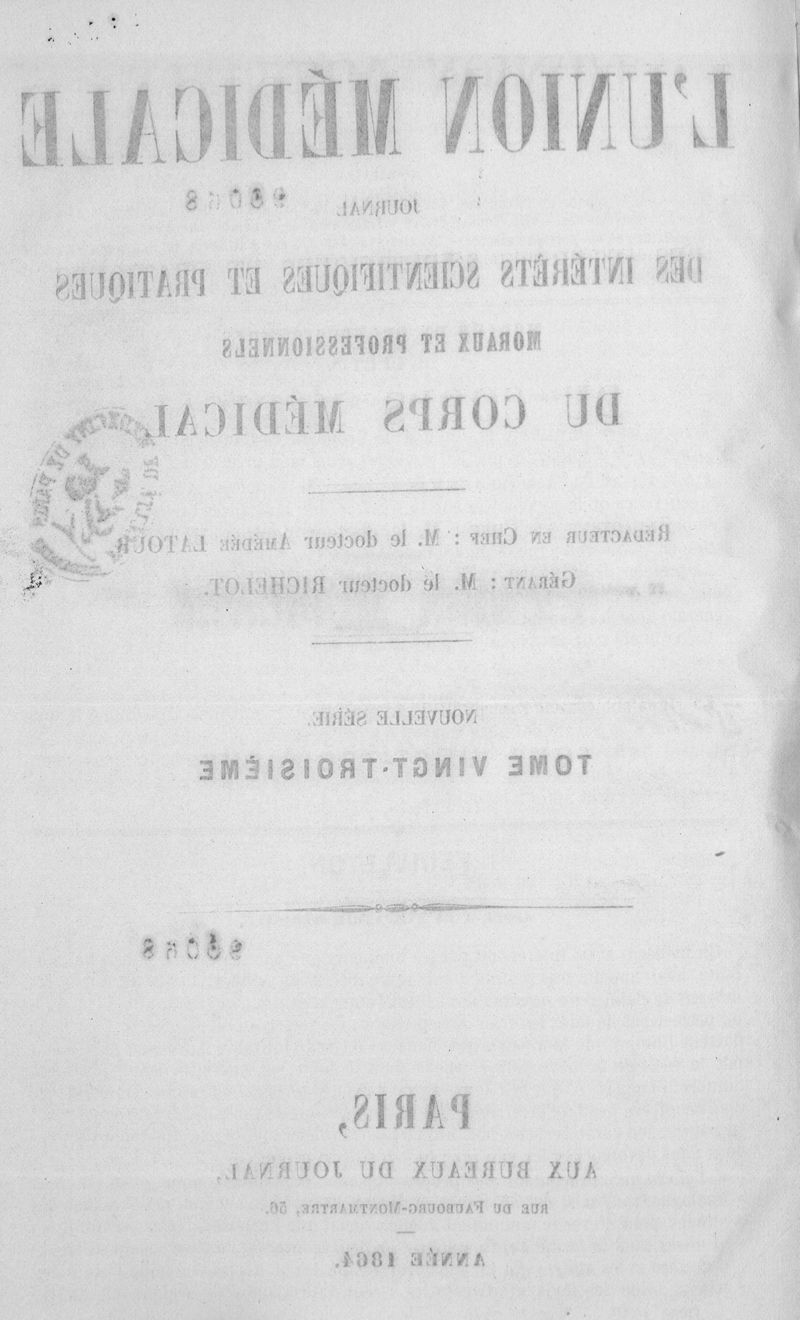 L'UNION MÉDICALE
JOURNAL
DES INTÉRÊTS SCIENTIFIQUES ET PRATIQUES
MORAUX ET PROFESSIONNELS
DU CORPS MÉDICAL
RÉDACTEUR EN CHEF : M. le docteur AMÉDÉE LATOUR.
GÉRANT : M. le docteur RICHELOT.
NOUVELLE SÉRIE.
TOME VINGT-TROISIÈME
PARIS,
AUX BUREAUX DU JOURNAL,
RUE DU FAUBOURG-MONTMARTRE, 56.
ANNÉE 1864.